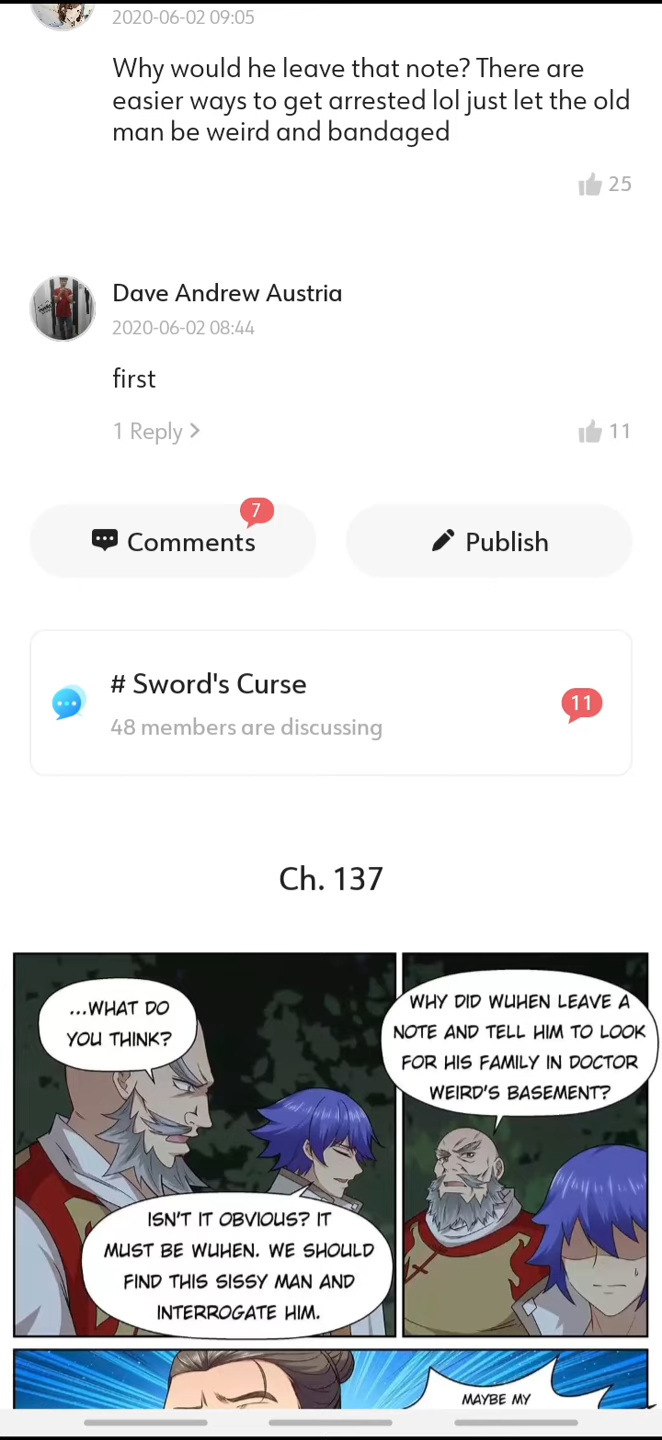 2020-06-02 09:05
Why would he leave that note? There are
easier ways to get arrested lol just let the old
man be weird and bandaged
25
Dave Andrew Austria
2020-06-02 08:44
first
1 Reply >
11
7
Comments
Publish
# Sword's Curse
48 members are discussing
11
Ch. 137
...WHAT DO
YOU THINK?
ISN'T IT OBVIOUS? IT
MUST BE WUHEN. WE SHOULD
FIND THIS SISSY MAN AND
INTERROGATE HIM.
WHY DID WUHEN LEAVE A
NOTE AND TELL HIM TO LOOK
FOR HIS FAMILY IN DOCTOR
WEIRD'S BASEMENT?
MAYBE MY